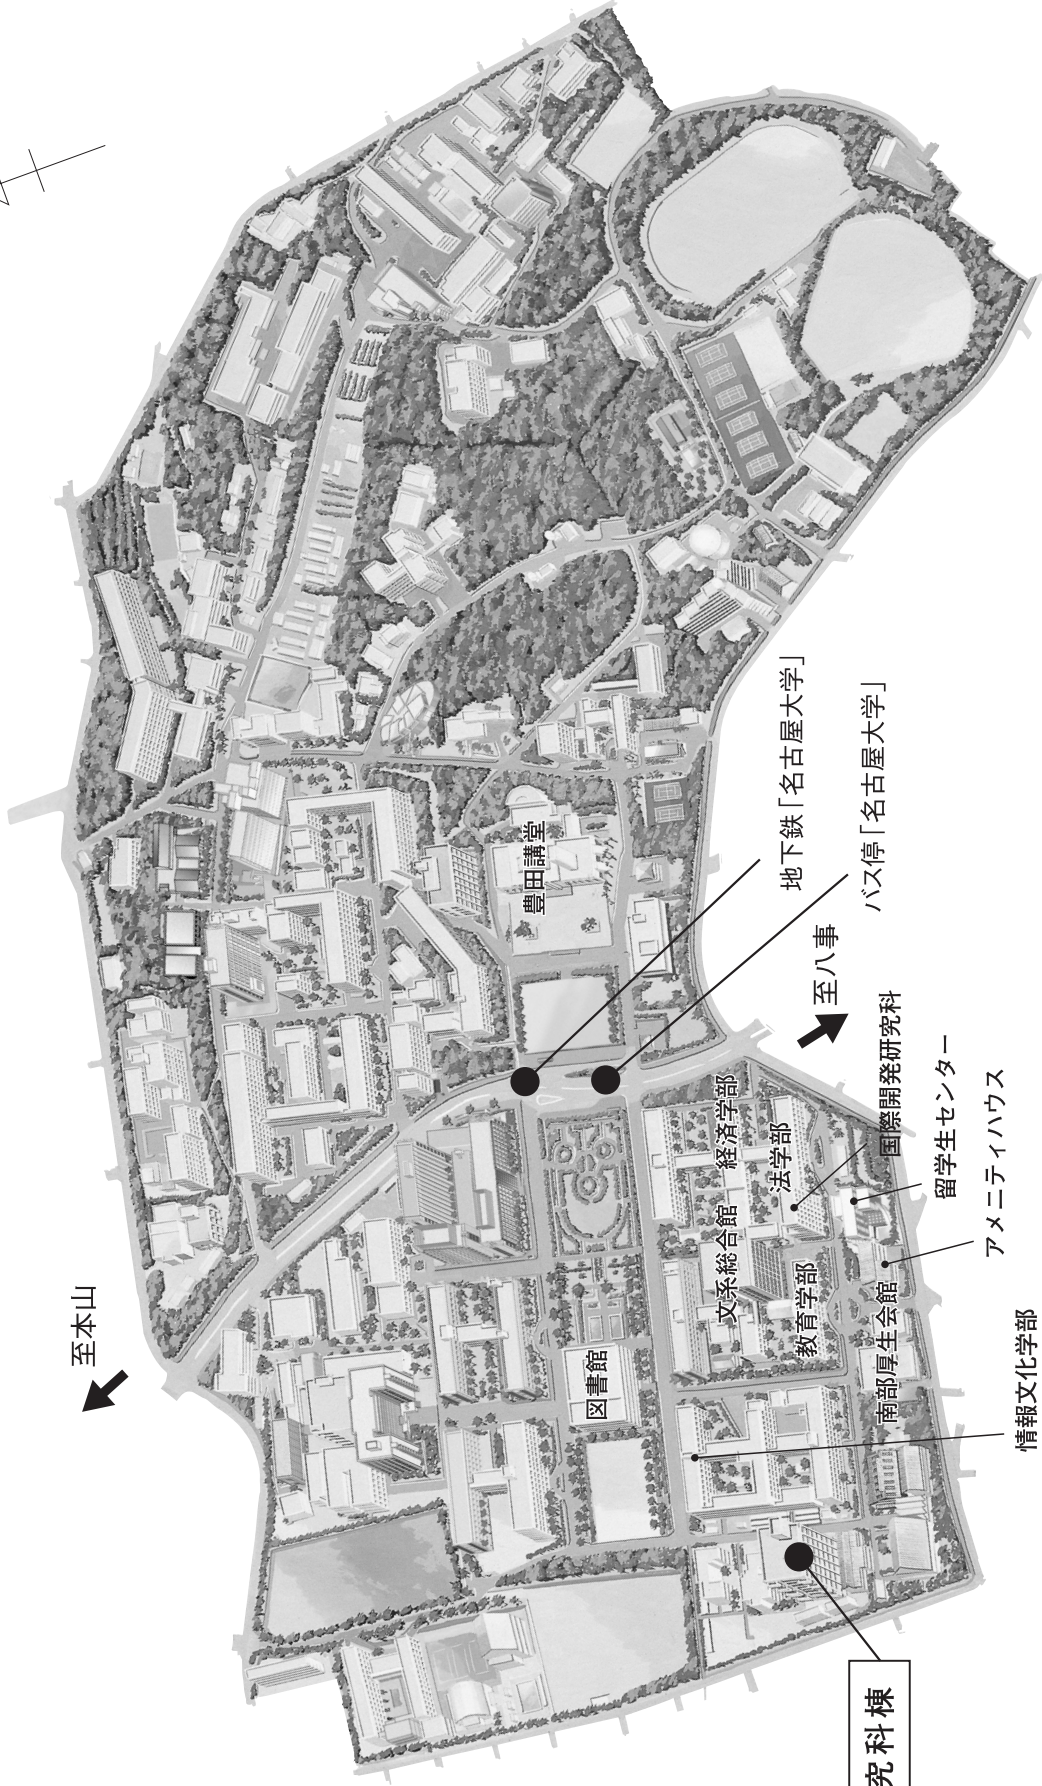 至本山
豊田講堂
地下鉄「名古屋大学」
バス停「名古屋大学」
至八事
国際開発研究科
留学生センター
アメニティハウス
経済学部
法学部
文系総合館
教育学部
南部厚生会館
図書館
情報文化学部
究科棟